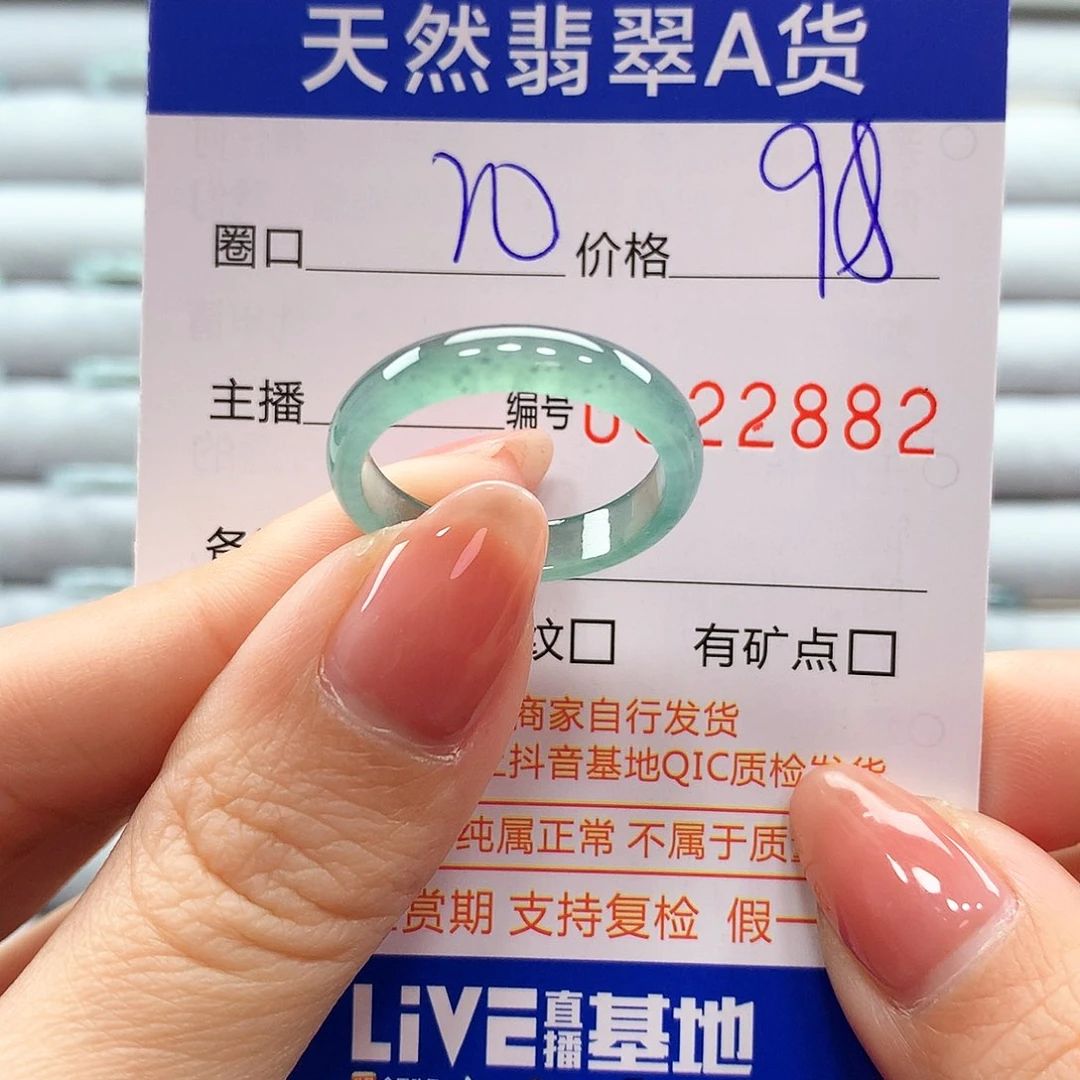 天然翡翠A货
圈口 20 价格 98
主播 编号 22882
纹□ 有矿点□
商家自行发货
抖音基地QIC质检发货
纯属正常 不属于质
赏期 支持复检 假一
LiVE直播基地